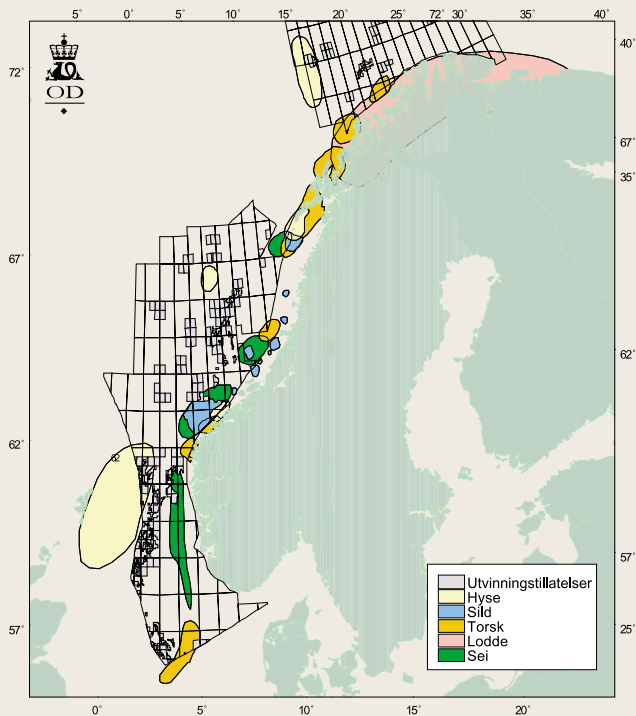 5˚ 0˚ 5˚ 10˚ 15˚ 20˚ 25˚ 72 30˚ 35˚ 40˚
40˚
72˚
OD
67˚
35˚
67˚
62˚
62˚
62
57˚
Utvinningstillatelser
Hyse
Sild
Torsk
Lodde
Sei
57˚
25˚
0˚ 5˚ 10˚ 15˚ 20˚